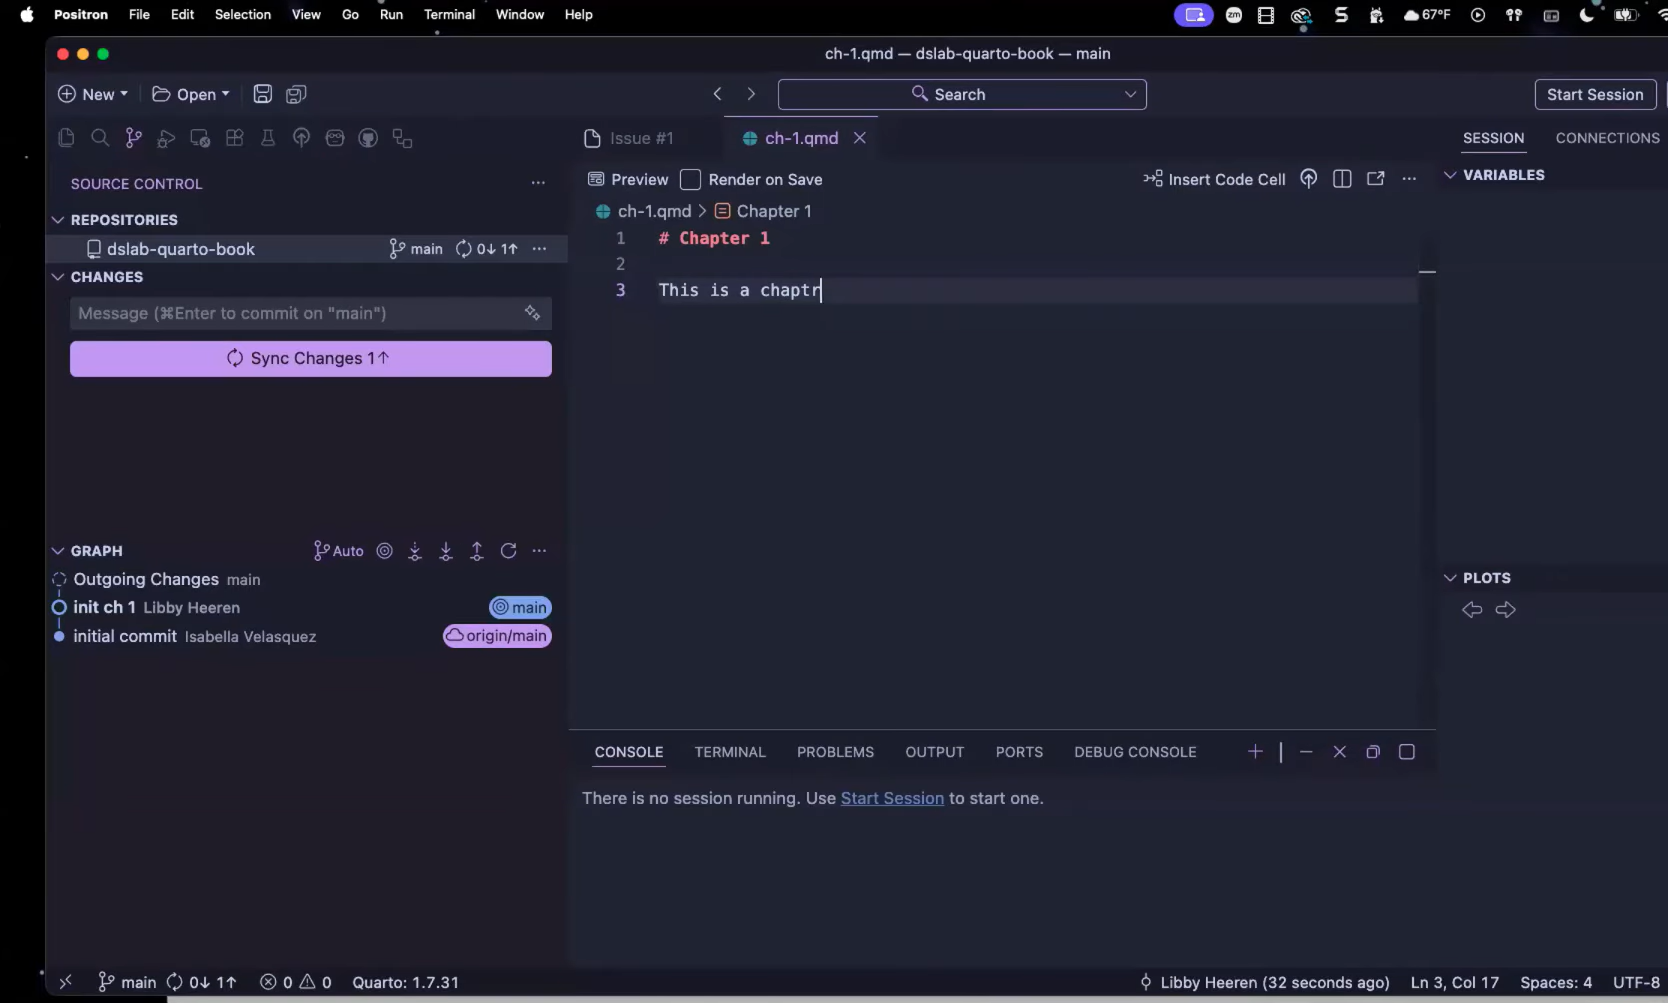 Positron File Edit Selection View Go Run Terminal Window Help
zm S 67°F
ch-1.qmd — dslab-quarto-book — main
New Open Search Start Session
Issue #1 ch-1.qmd SESSION CONNECTIONS
SOURCE CONTROL
Preview Render on Save Insert Code Cell
VARIABLES
REPOSITORIES
dslab-quarto-book main 0↓ 1↑
CHANGES
Message (⌘Enter to commit on "main")
Sync Changes 1↑
ch-1.qmd > Chapter 1
1 # Chapter 1
2
3 This is a chaptr
GRAPH Auto
Outgoing Changes main
init ch 1 Libby Heeren main
initial commit Isabella Velasquez origin/main
PLOTS
CONSOLE TERMINAL PROBLEMS OUTPUT PORTS DEBUG CONSOLE
There is no session running. Use Start Session to start one.
main 0↓ 1↑ 0 0 Quarto: 1.7.31 Libby Heeren (32 seconds ago) Ln 3, Col 17 Spaces: 4 UTF-8